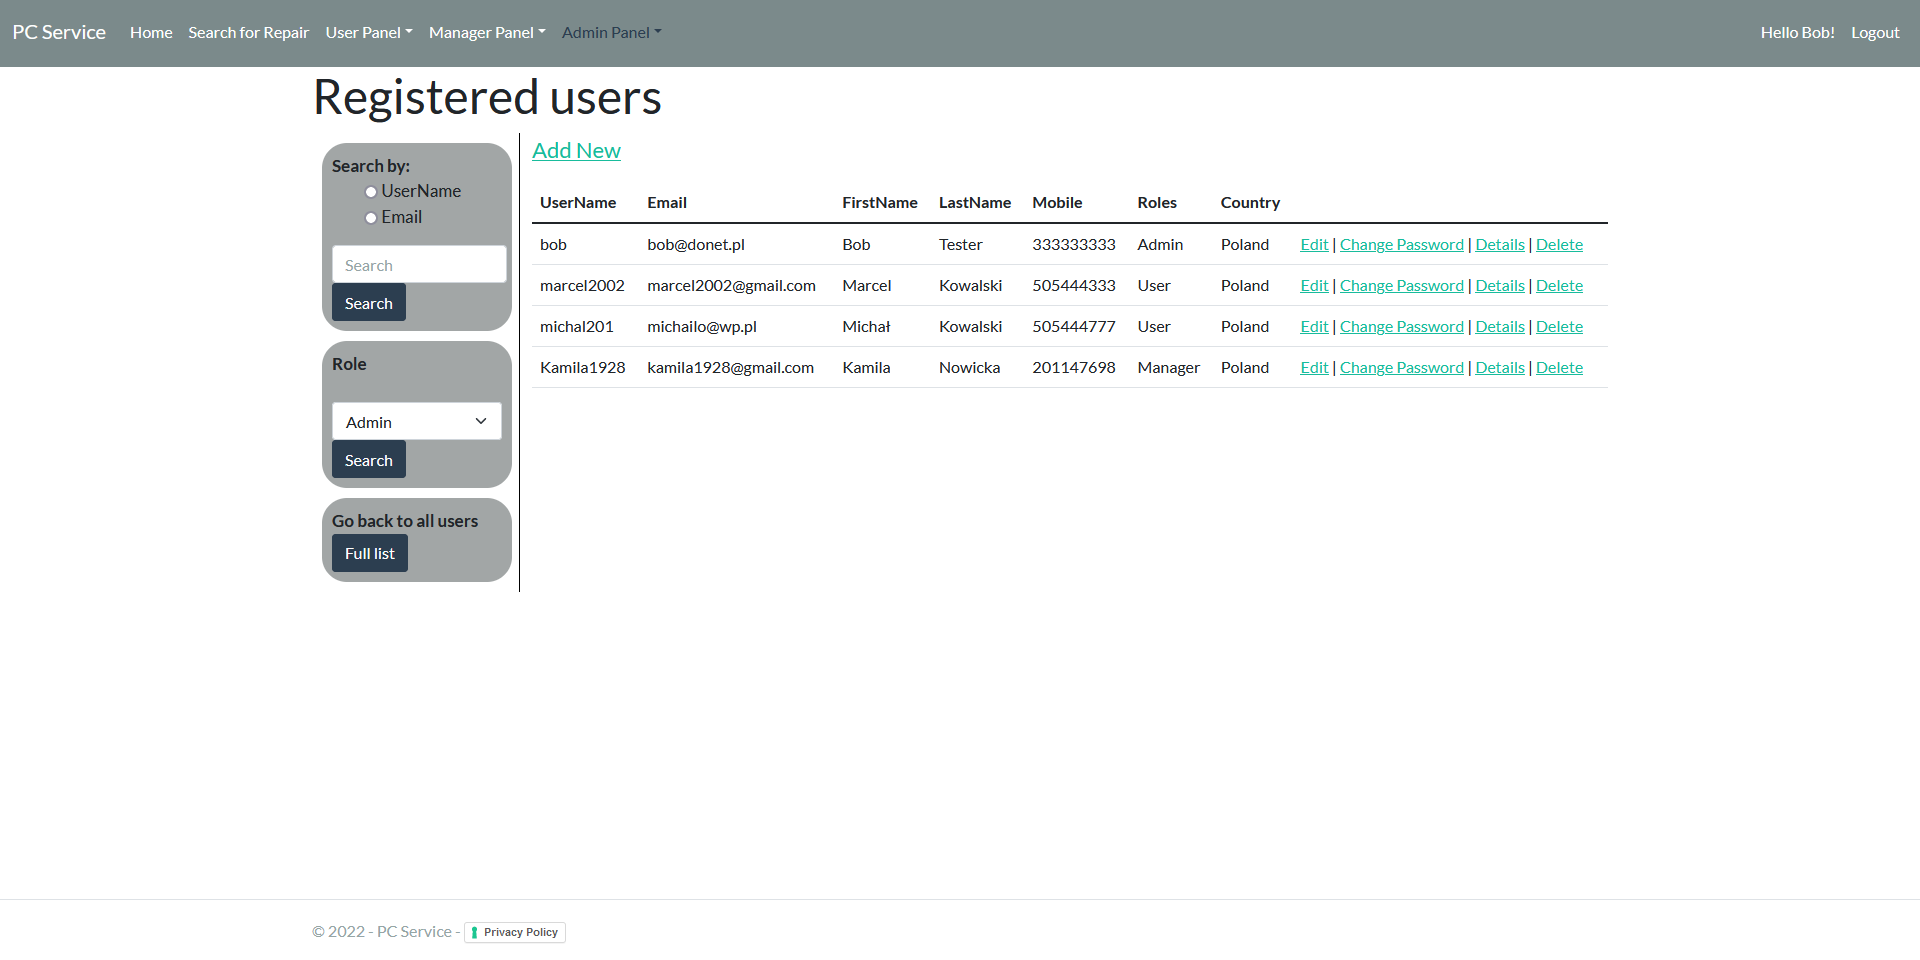 PC Service Home Search for Repair User Panel Manager Panel Admin Panel Hello Bob! Logout
Registered users
Search by:
UserName
Email
Search
Search
Role
Admin
Search
Go back to all users
Full list
Add New
UserName Email FirstName LastName Mobile Roles Country
bob bob@donet.pl Bob Tester 333333333 Admin Poland Edit | Change Password | Details | Delete
marcel2002 marcel2002@gmail.com Marcel Kowalski 505444333 User Poland Edit | Change Password | Details | Delete
michal201 michailo@wp.pl Michał Kowalski 505444777 User Poland Edit | Change Password | Details | Delete
Kamila1928 kamila1928@gmail.com Kamila Nowicka 201147698 Manager Poland Edit | Change Password | Details | Delete
© 2022 - PC Service - Privacy Policy